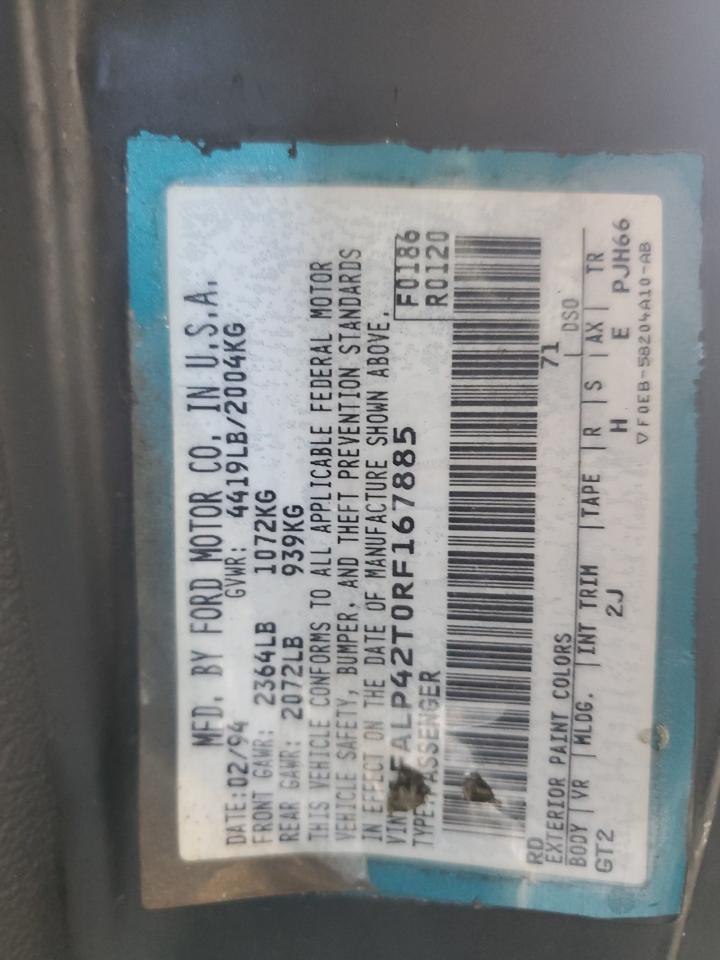 MFD. BY FORD MOTOR CO. IN U.S.A.
DATE: 02/94 GVWR: 4419LB/2004KG
FRONT GAWR: 2364LB 1072KG
REAR GAWR: 2072LB 939KG
THIS VEHICLE CONFORMS TO ALL APPLICABLE FEDERAL MOTOR
VEHICLE SAFETY, BUMPER, AND THEFT PREVENTION STANDARDS
IN EFFECT ON THE DATE OF MANUFACTURE SHOWN ABOVE.
VIN: FALP42T0RF167885 F0186
TYPE: PASSENGER R0120
RD 71
EXTERIOR PAINT COLORS DSO
BODY VR MLDG. INT TRIM TAPE R S AX TR
GT2 2J H E PJH66
▽F0EB-58204A10-AB